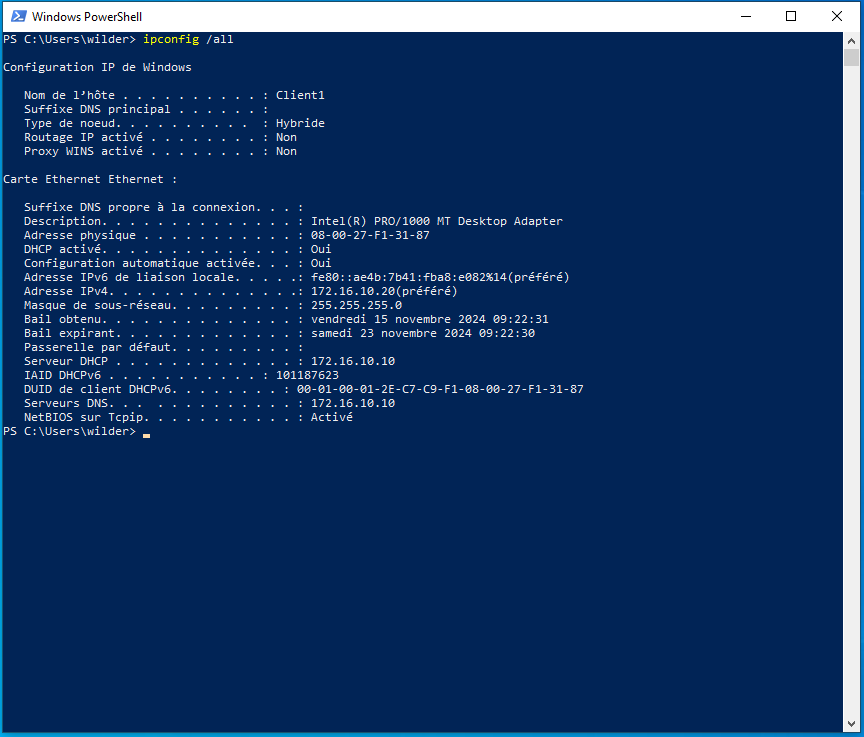 Windows PowerShell
PS C:\Users\wilder> ipconfig /all
Configuration IP de Windows
Nom de l’hôte . . . . . . . . . . : Client1
Suffixe DNS principal . . . . . . :
Type de noeud. . . . . . . . . . : Hybride
Routage IP activé . . . . . . . . : Non
Proxy WINS activé . . . . . . . . : Non
Carte Ethernet Ethernet :
Suffixe DNS propre à la connexion. . . :
Description. . . . . . . . . . . . . . : Intel(R) PRO/1000 MT Desktop Adapter
Adresse physique . . . . . . . . . . . : 08-00-27-F1-31-87
DHCP activé. . . . . . . . . . . . . . : Oui
Configuration automatique activée. . . : Oui
Adresse IPv6 de liaison locale. . . . .: fe80::ae4b:7b41:fba8:e082%14(préféré)
Adresse IPv4. . . . . . . . . . . . . .: 172.16.10.20(préféré)
Masque de sous-réseau. . . . . . . . . : 255.255.255.0
Bail obtenu. . . . . . . . . . . . . . : vendredi 15 novembre 2024 09:22:31
Bail expirant. . . . . . . . . . . . . : samedi 23 novembre 2024 09:22:30
Passerelle par défaut. . . . . . . . . :
Serveur DHCP . . . . . . . . . . . . . : 172.16.10.10
IAID DHCPv6 . . . . . . . . . . . : 101187623
DUID de client DHCPv6. . . . . . . . : 00-01-00-01-2E-C7-C9-F1-08-00-27-F1-31-87
Serveurs DNS. . . . . . . . . . . . . : 172.16.10.10
NetBIOS sur Tcpip. . . . . . . . . . . : Activé
PS C:\Users\wilder>